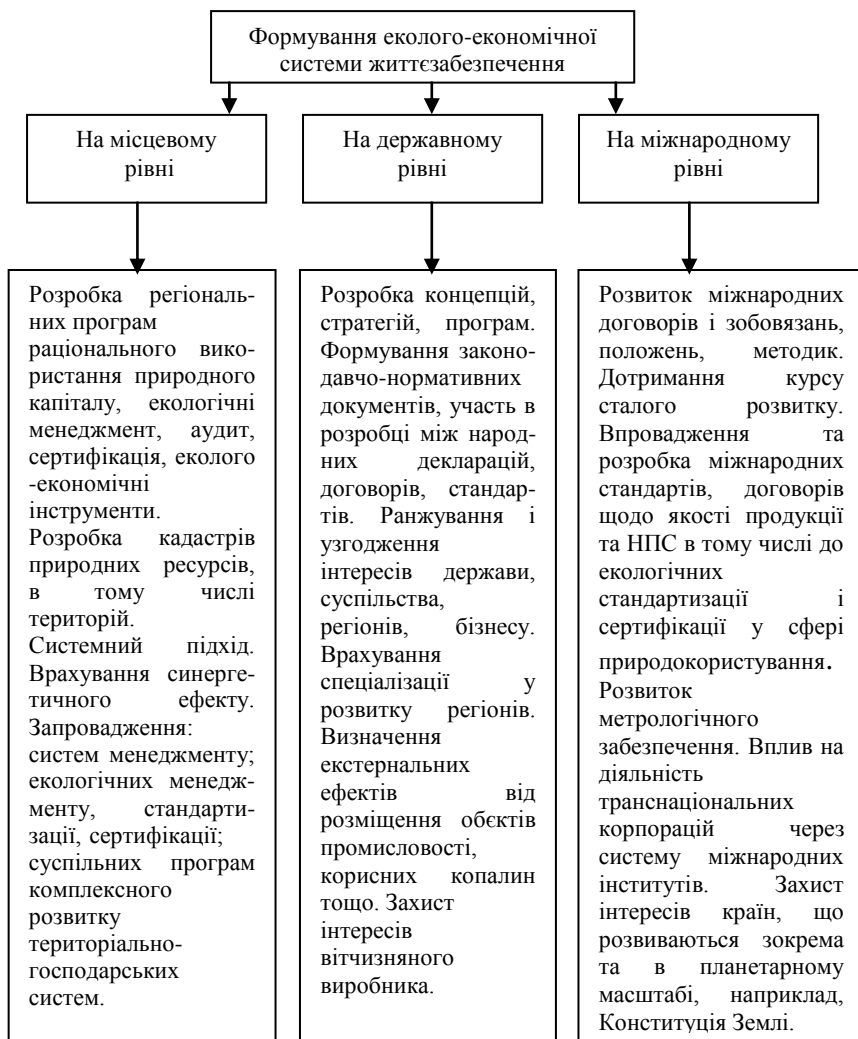 Формування еколого-економічної
системи життєзабезпечення
На місцевому
рівні
На державному
рівні
На міжнародному
рівні
Розробка регіональ-
них програм
раціонального вико-
ристання природного
капіталу, екологічні
менеджмент, аудит,
сертифікація, еколого
-економічні
інструменти.
Розробка кадастрів
природних ресурсів,
в тому числі
територій.
Системний підхід.
Врахування синерге-
тичного ефекту.
Запровадження:
систем менеджменту;
екологічних менедж-
менту, стандарти-
зації, сертифікації;
суспільних програм
комплексного
розвитку
територіально-
господарських
систем.
Розробка концепцій,
стратегій, програм.
Формування законо-
давчо-нормативних
документів, участь в
розробці між народ-
них декларацій,
договорів, стандар-
тів. Ранжування і
узгодження
інтересів держави,
суспільства,
регіонів, бізнесу.
Врахування
спеціалізації у
розвитку регіонів.
Визначення
екстернальних
ефектів від
розміщення обєктів
промисловості,
корисних копалин
тощо. Захист
інтересів
вітчизняного
виробника.
Розвиток міжнародних
договорів і зобовязань,
положень, методик.
Дотримання курсу
сталого розвитку.
Впровадження та
розробка міжнародних
стандартів, договорів
щодо якості продукції
та НПС в тому числі до
екологічних
стандартизації і
сертифікації у сфері
природокористування.
Розвиток
метрологічного
забезпечення. Вплив на
діяльність
транснаціональних
корпорацій через
систему міжнародних
інститутів. Захист
інтересів країн, що
розвиваються зокрема
та в планетарному
масштабі, наприклад,
Конституція Землі.